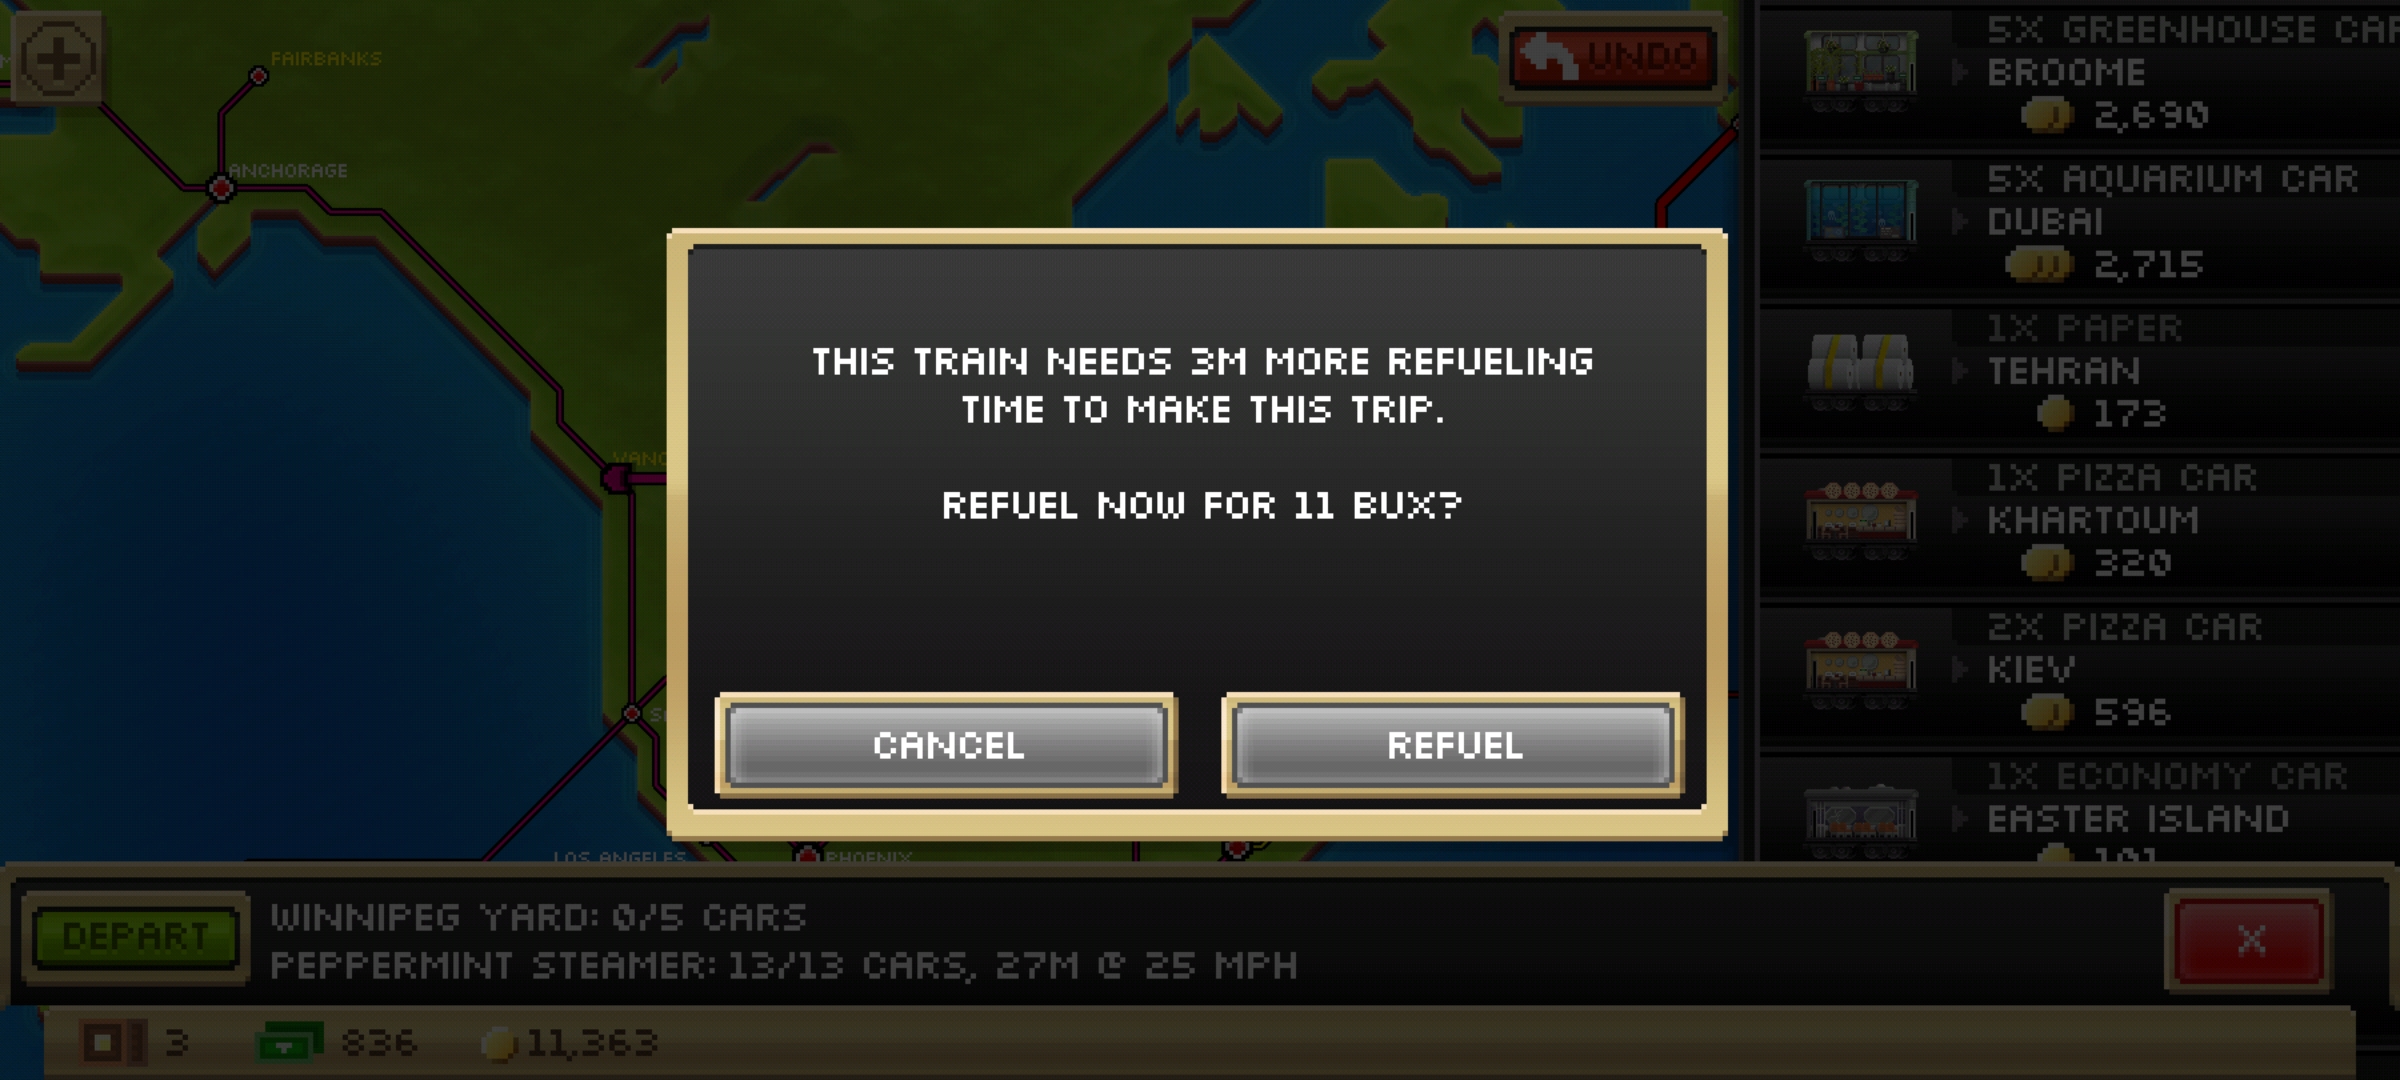 FAIRBANKS
ANCHORAGE
UNDO
THIS TRAIN NEEDS 3M MORE REFUELING
TIME TO MAKE THIS TRIP.
REFUEL NOW FOR 11 BUX?
CANCEL
REFUEL
VANC
LOS ANGELES
PHOENIX
5X GREENHOUSE CAR
BROOME
2,690
5X AQUARIUM CAR
DUBAI
2,715
1X PAPER
TEHRAN
173
1X PIZZA CAR
KHARTOUM
320
2X PIZZA CAR
KIEV
596
1X ECONOMY CAR
EASTER ISLAND
101
DEPART
WINNIPEG YARD: 0/5 CARS
PEPPERMINT STEAMER: 13/13 CARS, 27M @ 25 MPH
X
3
836
11,363